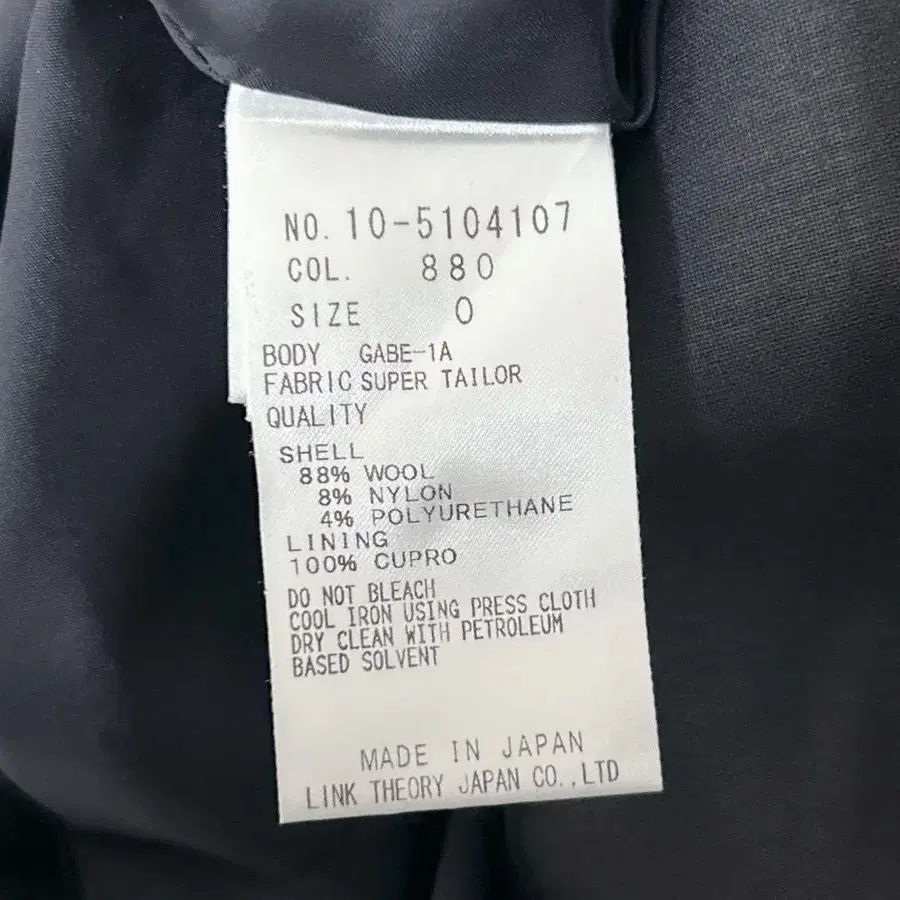 NO. 10-5104107
COL. 880
SIZE 0
BODY GABE-1A
FABRIC SUPER TAILOR
QUALITY
SHELL
88% WOOL
8% NYLON
4% POLYURETHANE
LINING
100% CUPRO
DO NOT BLEACH
COOL IRON USING PRESS CLOTH
DRY CLEAN WITH PETROLEUM
BASED SOLVENT
MADE IN JAPAN
LINK THEORY JAPAN CO.,LTD